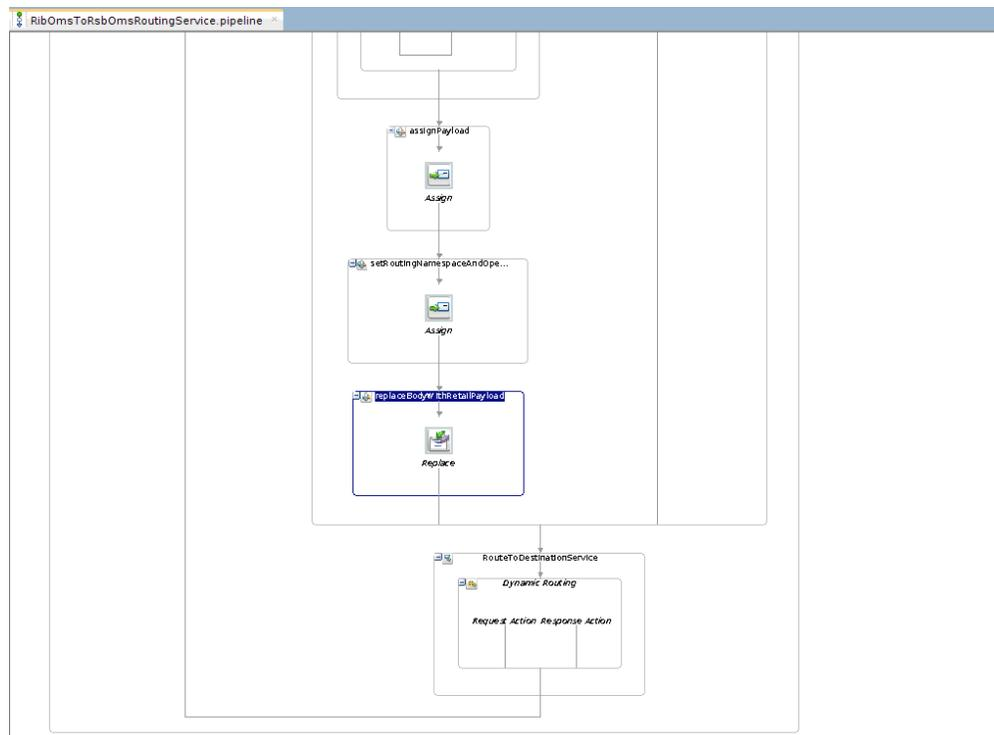 RibOmsToRsbOmsRoutingService.pipeline
assignPayload
Assign
setRoutingNamespaceAndOpe...
Assign
replaceBodyWithRetailPayload
Replace
RouteToDestinationService
Dynamic Routing
Request Action Response Action